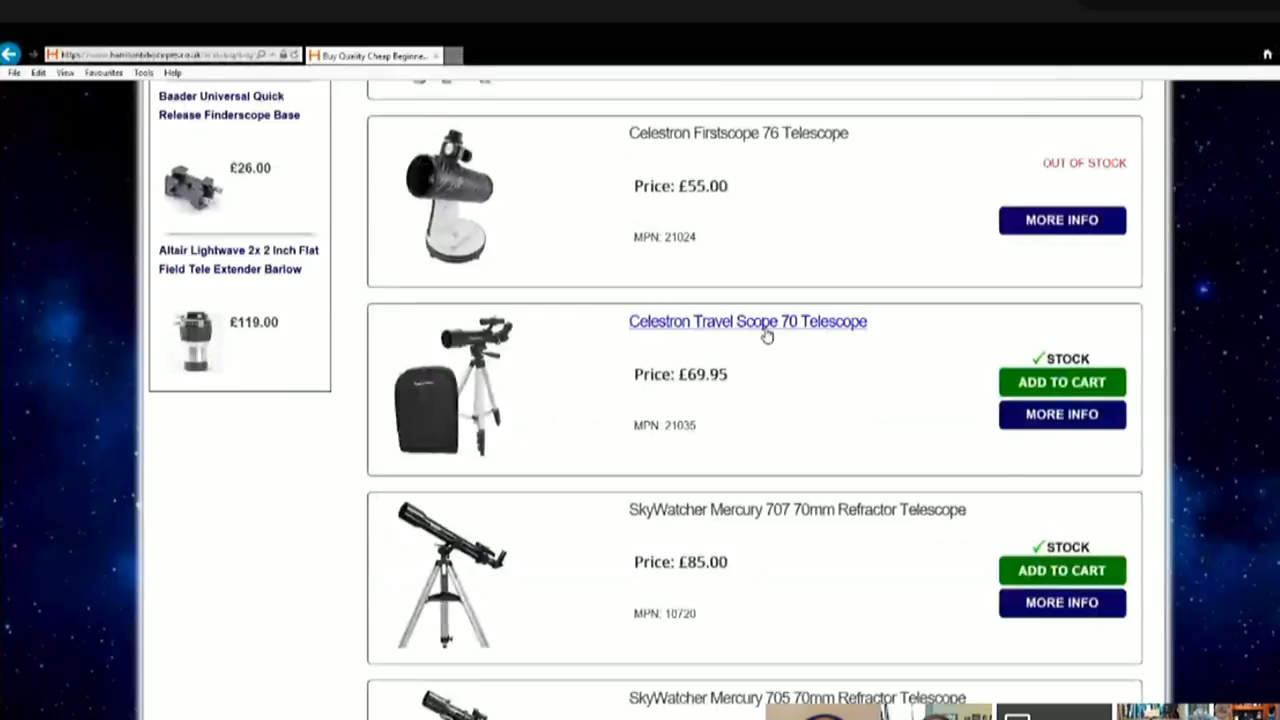 Buy Quality Cheap Beginne...
File Edit View Favourites Tools Help
Baader Universal Quick
Release Finderscope Base
£26.00
Altair Lightwave 2x 2 Inch Flat
Field Tele Extender Barlow
£119.00
Celestron Firstscope 76 Telescope
OUT OF STOCK
Price: £55.00
MORE INFO
MPN: 21024
Celestron Travel Scope 70 Telescope
STOCK
Price: £69.95
ADD TO CART
MORE INFO
MPN: 21035
SkyWatcher Mercury 707 70mm Refractor Telescope
STOCK
Price: £85.00
ADD TO CART
MORE INFO
MPN: 10720
SkyWatcher Mercury 705 70mm Refractor Telescope